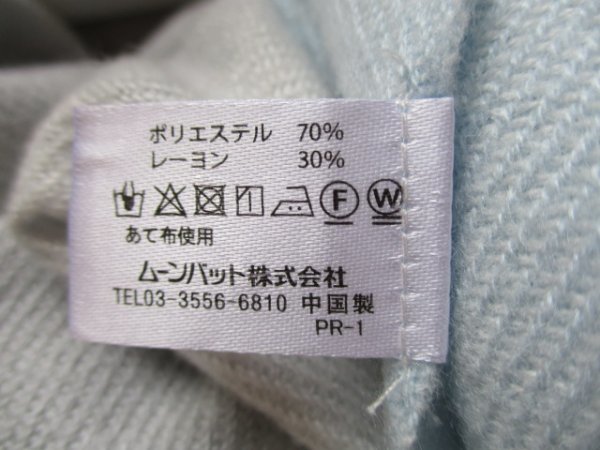 ポリエステル 70%
レーヨン 30%
F W
あて布使用
ムーンバット株式会社
TEL03-3556-6810 中国製
PR-1